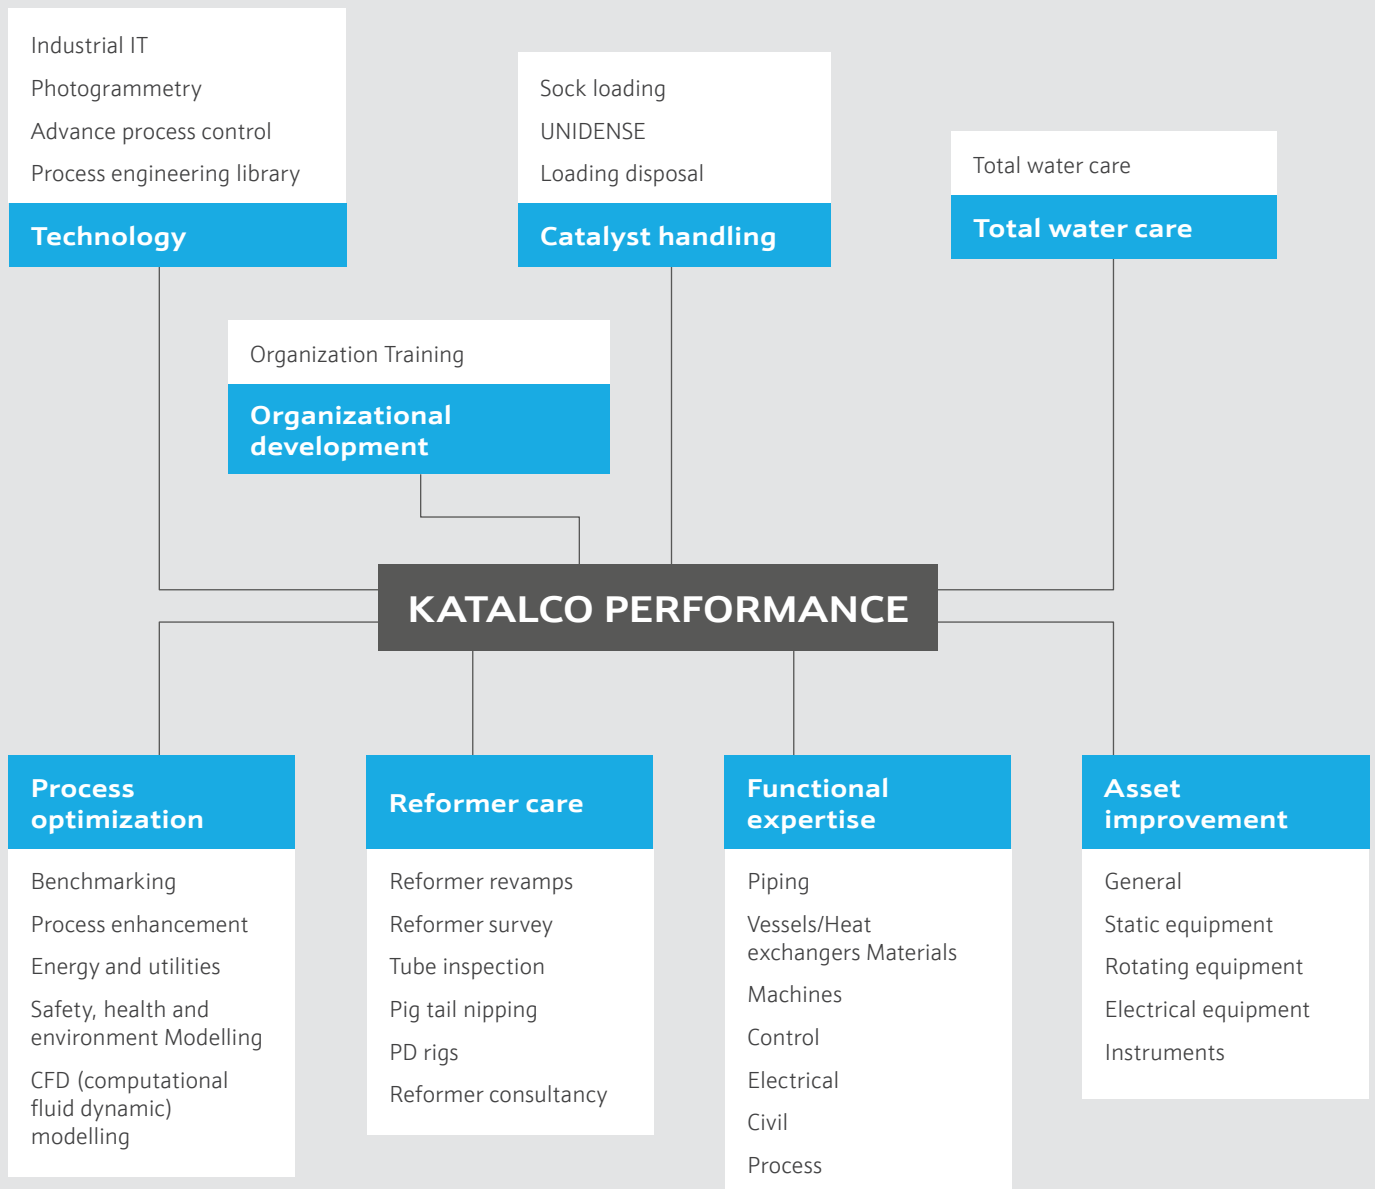 Industrial IT
Photogrammetry
Advance process control
Process engineering library
Technology
Sock loading
UNIDENSE
Loading disposal
Catalyst handling
Total water care
Total water care
Organization Training
Organizational
development
KATALCO PERFORMANCE
Process
optimization
Benchmarking
Process enhancement
Energy and utilities
Safety, health and
environment Modelling
CFD (computational
fluid dynamic)
modelling
Reformer care
Reformer revamps
Reformer survey
Tube inspection
Pig tail nipping
PD rigs
Reformer consultancy
Functional
expertise
Piping
Vessels/Heat
exchangers Materials
Machines
Control
Electrical
Civil
Process
Asset
improvement
General
Static equipment
Rotating equipment
Electrical equipment
Instruments